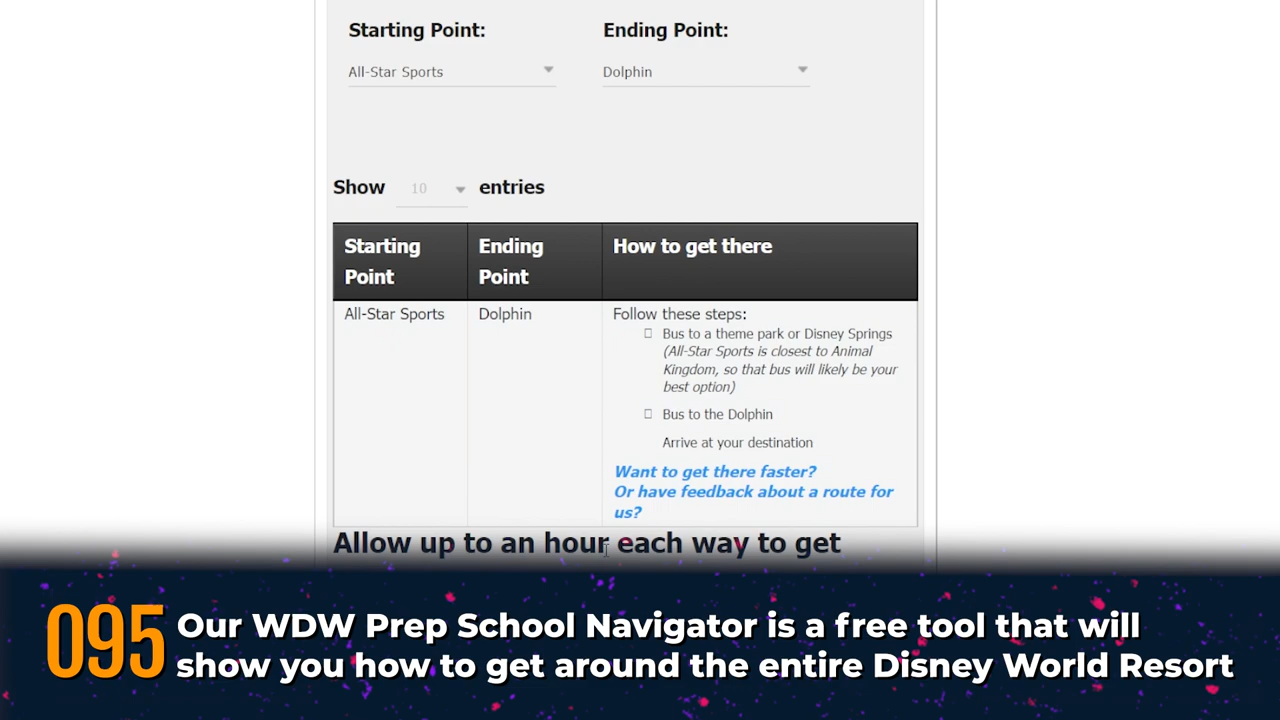 Starting Point:
Ending Point:
All-Star Sports
Dolphin
Show 10 entries
Starting Point
Ending Point
How to get there
All-Star Sports
Dolphin
Follow these steps:
Bus to a theme park or Disney Springs
(All-Star Sports is closest to Animal
Kingdom, so that bus will likely be your
best option)
Bus to the Dolphin
Arrive at your destination
Want to get there faster?
Or have feedback about a route for
us?
Allow up to an hour each way to get
095
Our WDW Prep School Navigator is a free tool that will
show you how to get around the entire Disney World Resort